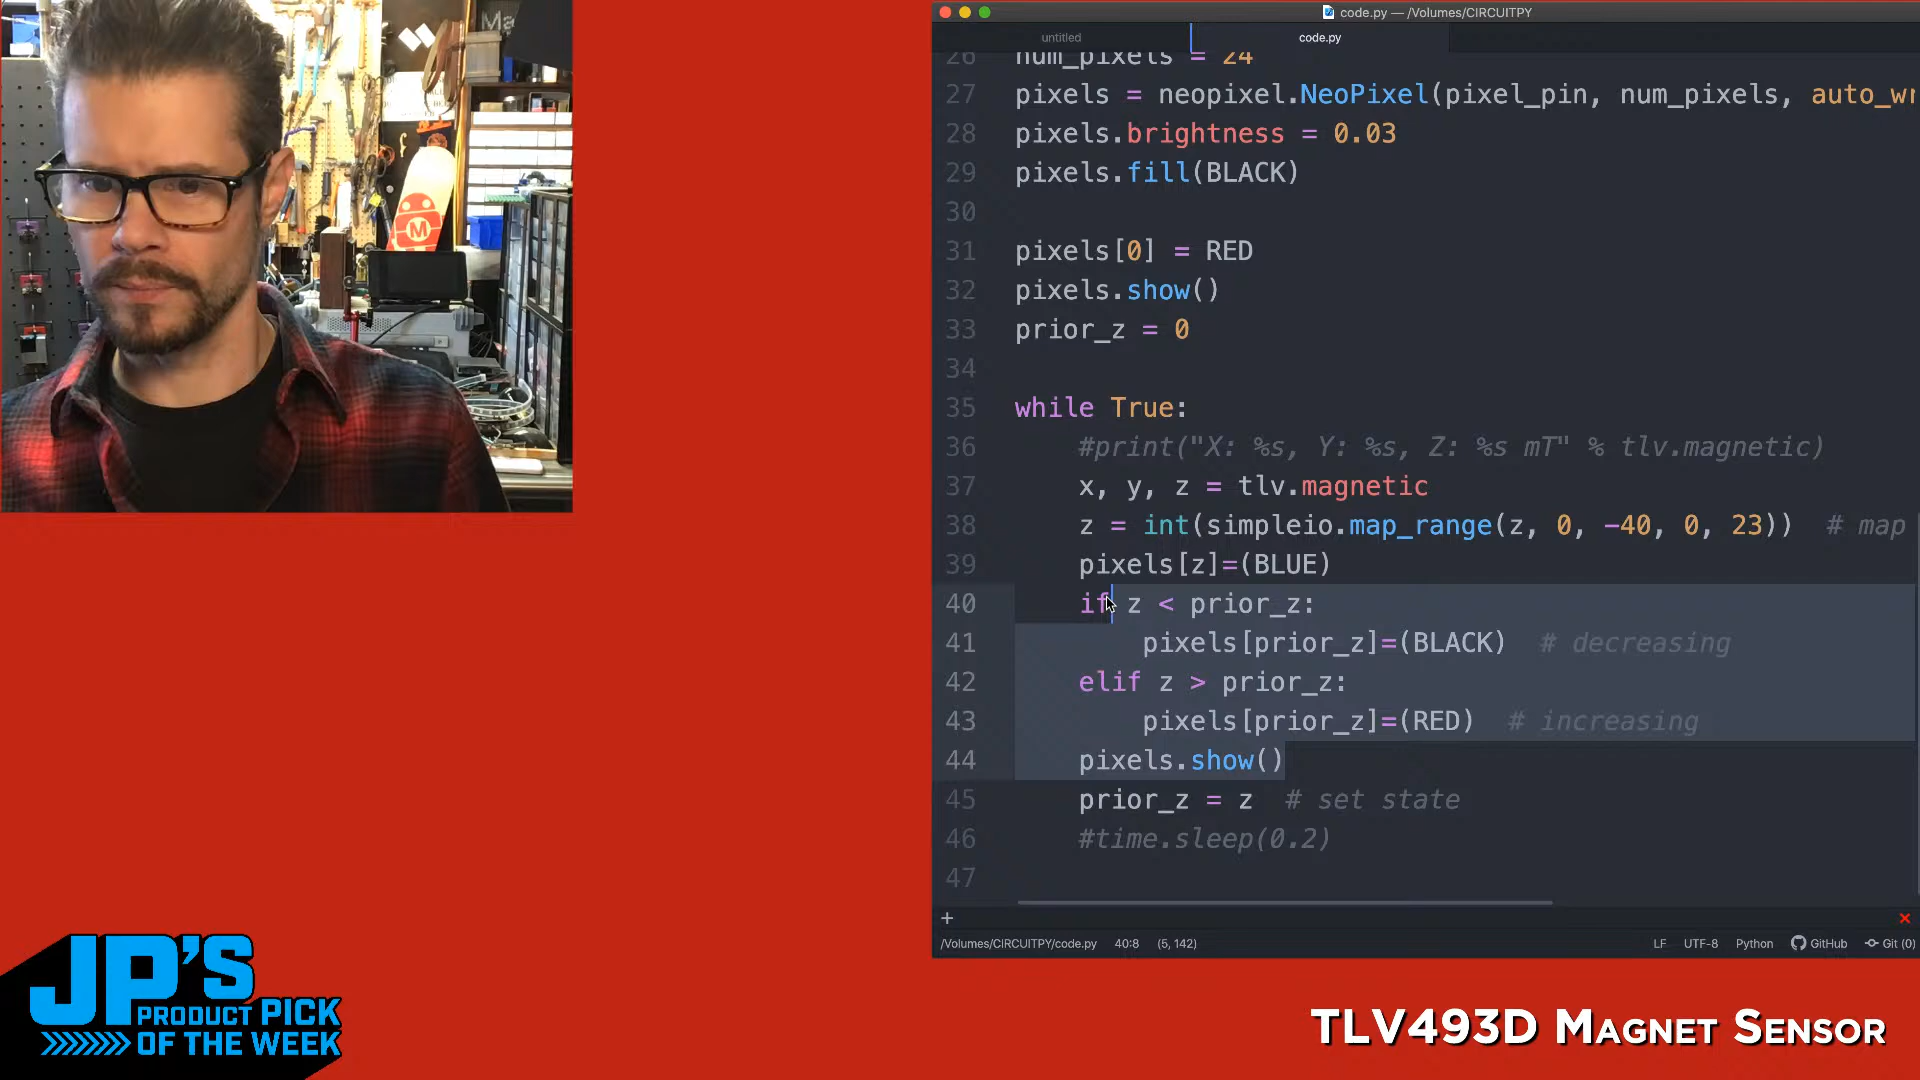 code.py — /Volumes/CIRCUITPY
untitled
code.py
26 num_pixels = 24
27 pixels = neopixel.NeoPixel(pixel_pin, num_pixels, auto_wr
28 pixels.brightness = 0.03
29 pixels.fill(BLACK)
30
31 pixels[0] = RED
32 pixels.show()
33 prior_z = 0
34
35 while True:
36 #print("X: %s, Y: %s, Z: %s mT" % tlv.magnetic)
37 x, y, z = tlv.magnetic
38 z = int(simpleio.map_range(z, 0, -40, 0, 23)) # map
39 pixels[z]=(BLUE)
40 if z < prior_z:
41 pixels[prior_z]=(BLACK) # decreasing
42 elif z > prior_z:
43 pixels[prior_z]=(RED) # increasing
44 pixels.show()
45 prior_z = z # set state
46 #time.sleep(0.2)
47
+
/Volumes/CIRCUITPY/code.py 40:8 (5, 142) LF UTF-8 Python GitHub Git (0)
Ma
M
JP'S
PRODUCT PICK
OF THE WEEK
TLV493D Magnet Sensor